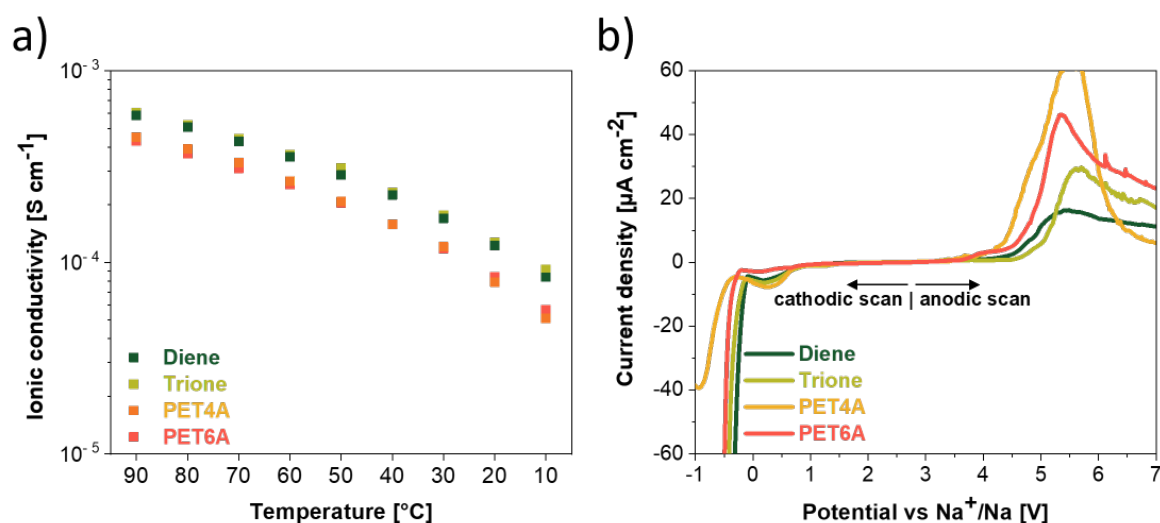 a)
Ionic conductivity [S cm-1]
10-3
10-4
10-5
Diene
Trione
PET4A
PET6A
90 80 70 60 50 40 30 20 10
Temperature [°C]
b)
Current density [µA cm-2]
60
40
20
0
-20
-40
-60
cathodic scan | anodic scan
Diene
Trione
PET4A
PET6A
-1 0 1 2 3 4 5 6 7
Potential vs Na+/Na [V]